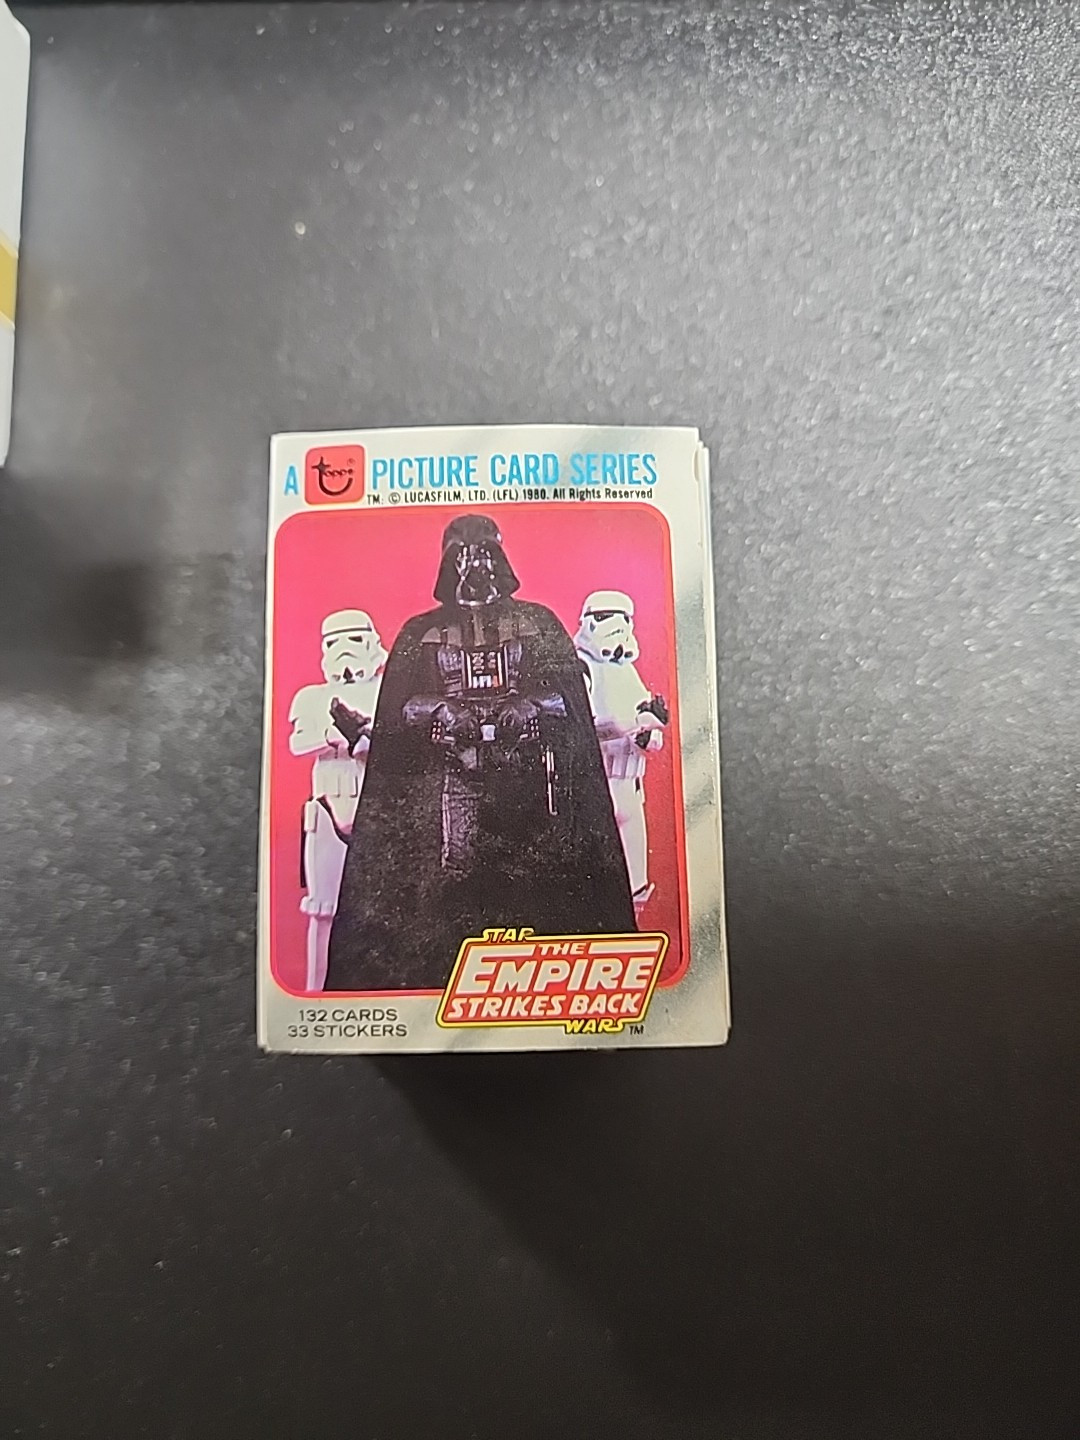 A Topps® PICTURE CARD SERIES
TM: © LUCASFILM, LTD. (LFL) 1980. All Rights Reserved
STAR
THE
EMPIRE
STRIKES BACK
WARS TM
132 CARDS
33 STICKERS